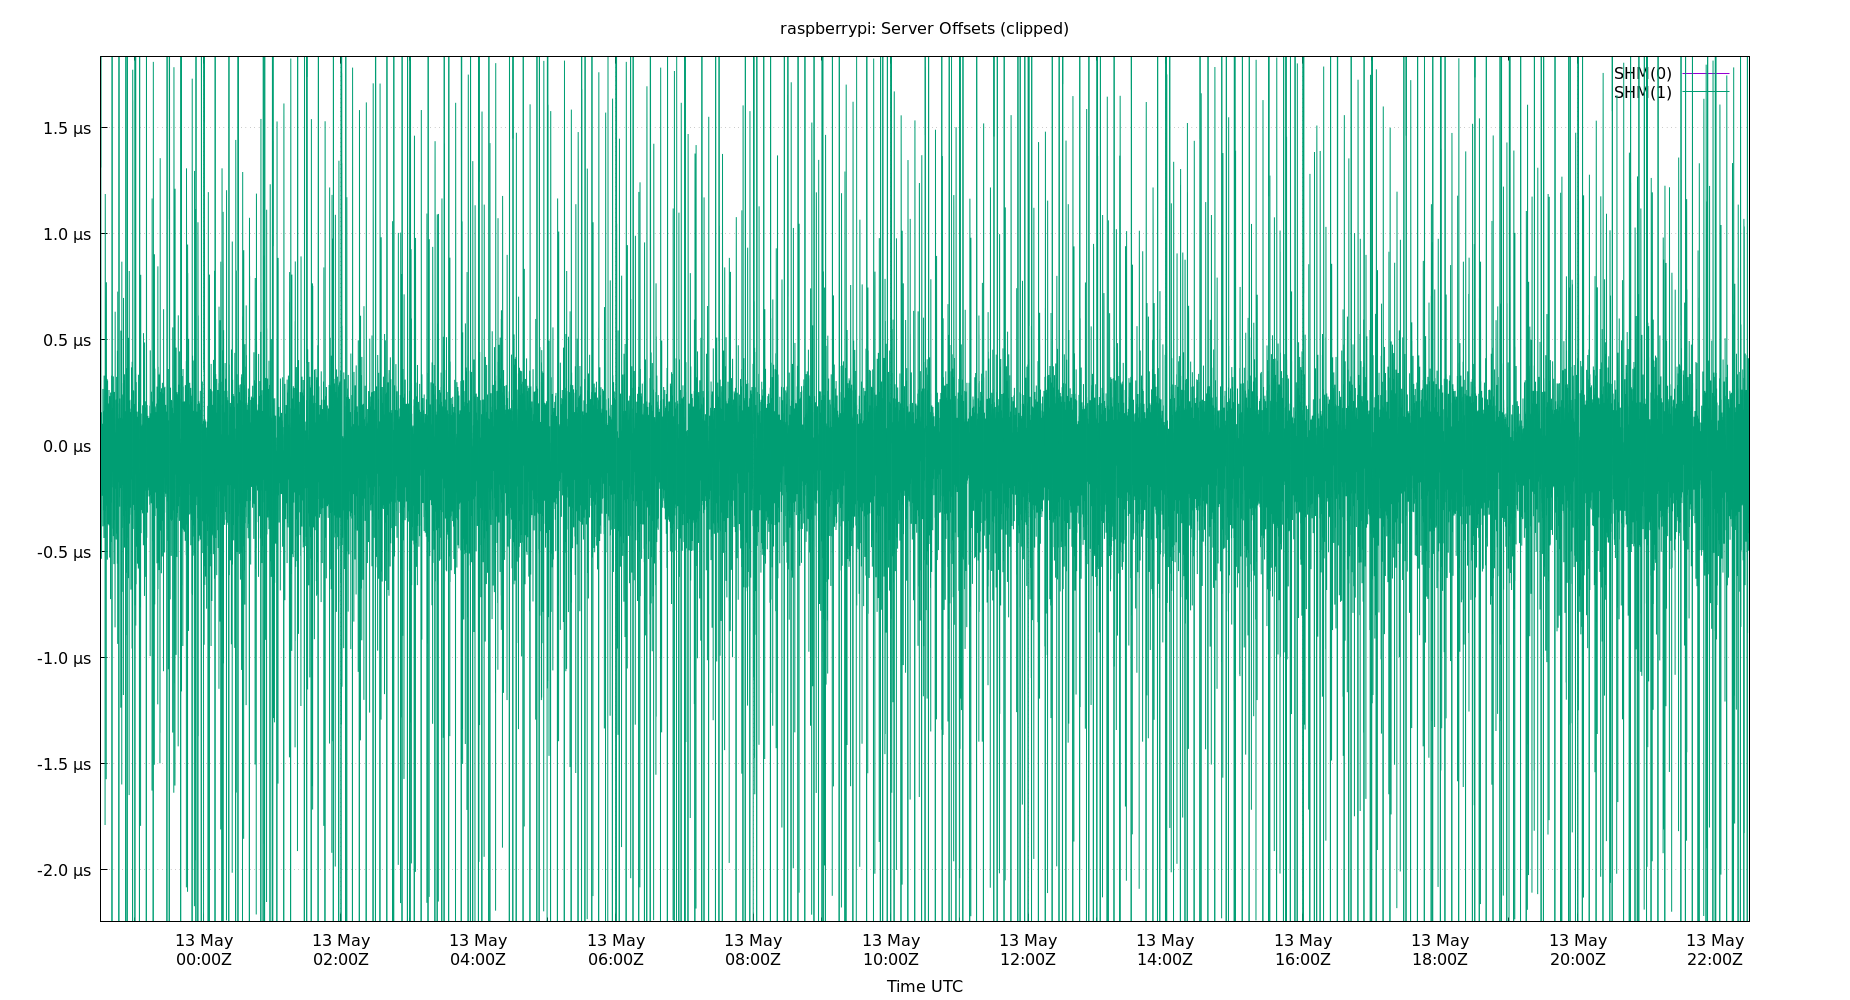 raspberrypi: Server Offsets (clipped)
SHM(0)
SHM(1)
1.5 µs
1.0 µs
0.5 µs
0.0 µs
-0.5 µs
-1.0 µs
-1.5 µs
-2.0 µs
13 May 13 May 13 May 13 May 13 May 13 May 13 May 13 May 13 May 13 May 13 May 13 May
00:00Z 02:00Z 04:00Z 06:00Z 08:00Z 10:00Z 12:00Z 14:00Z 16:00Z 18:00Z 20:00Z 22:00Z
Time UTC